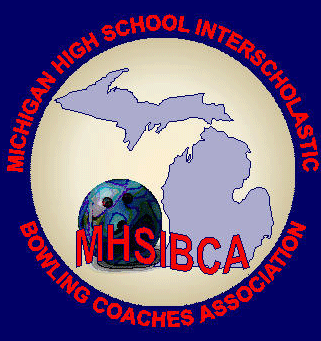 MICHIGAN HIGH SCHOOL INTERSCHOLASTIC
MHSIBCA
BOWLING COACHES ASSOCIATION